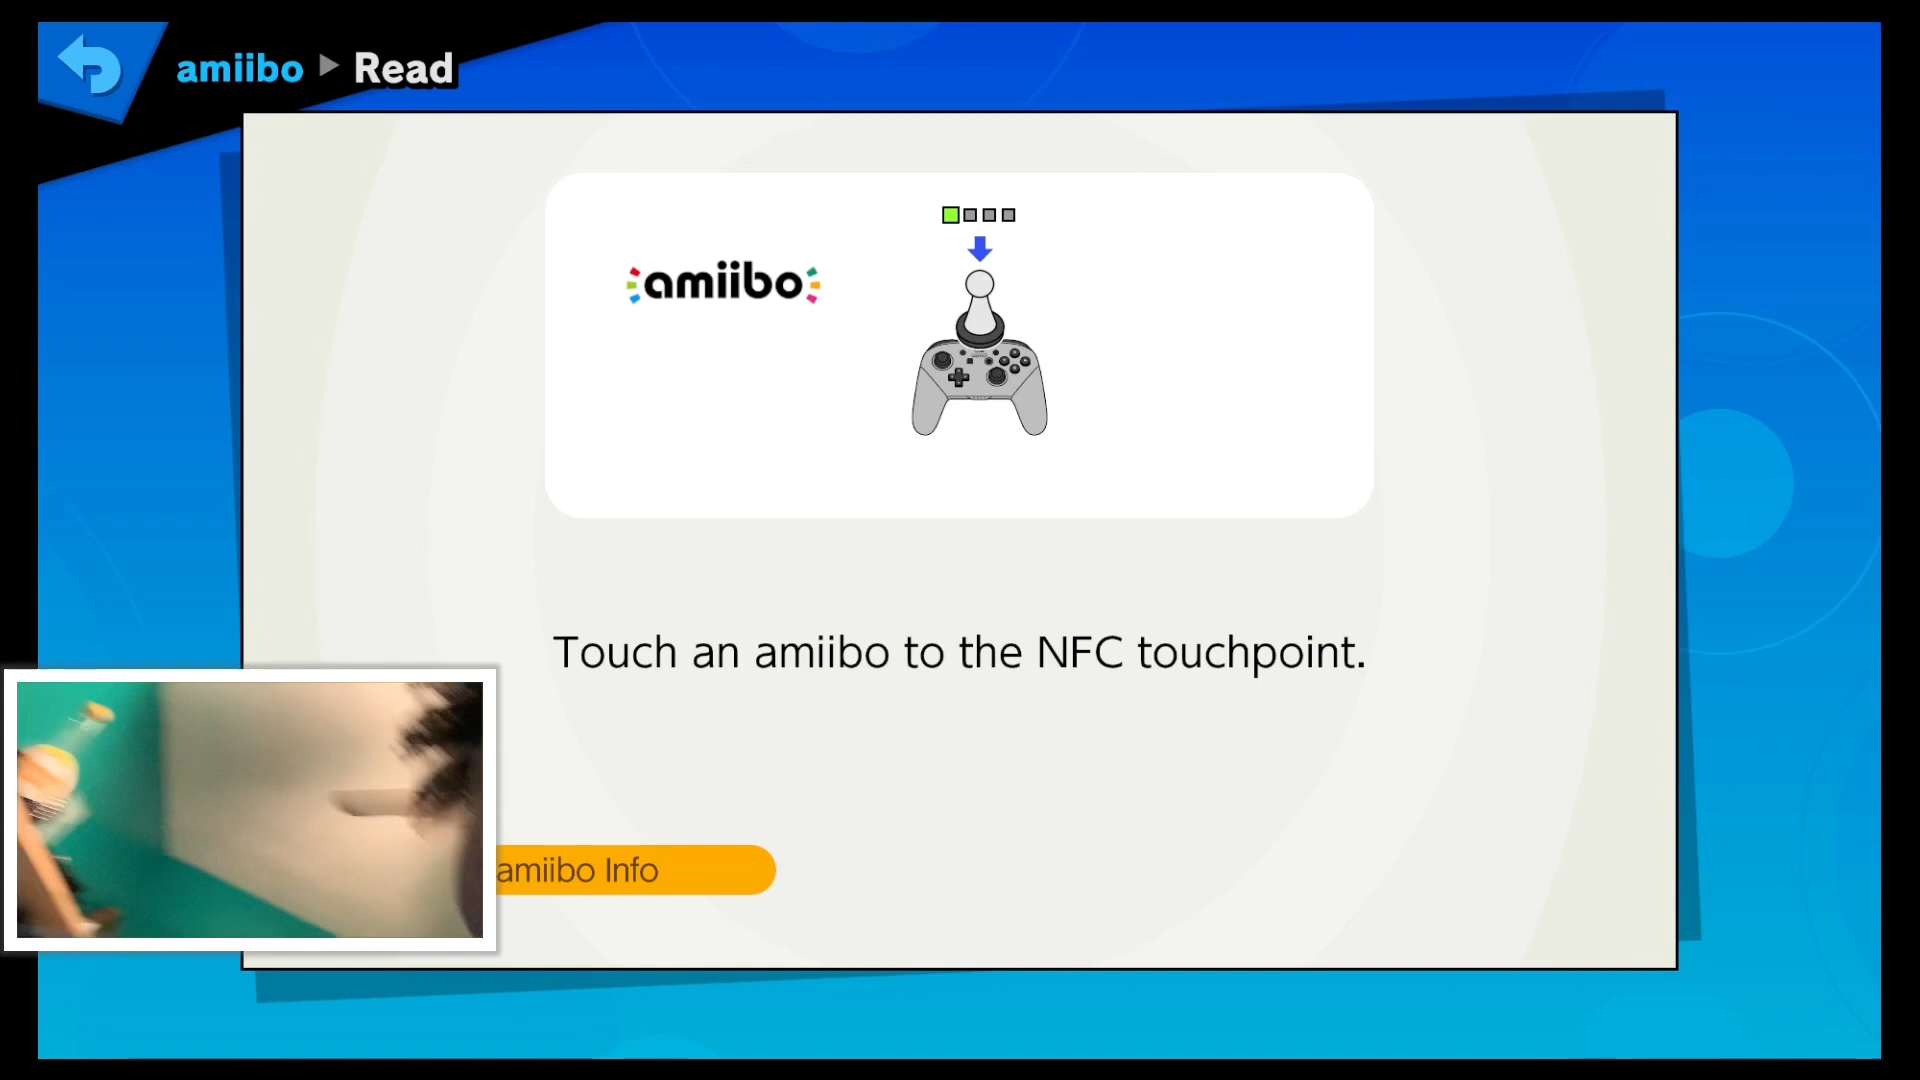 amiibo ▶ Read
amiibo
Touch an amiibo to the NFC touchpoint.
amiibo Info